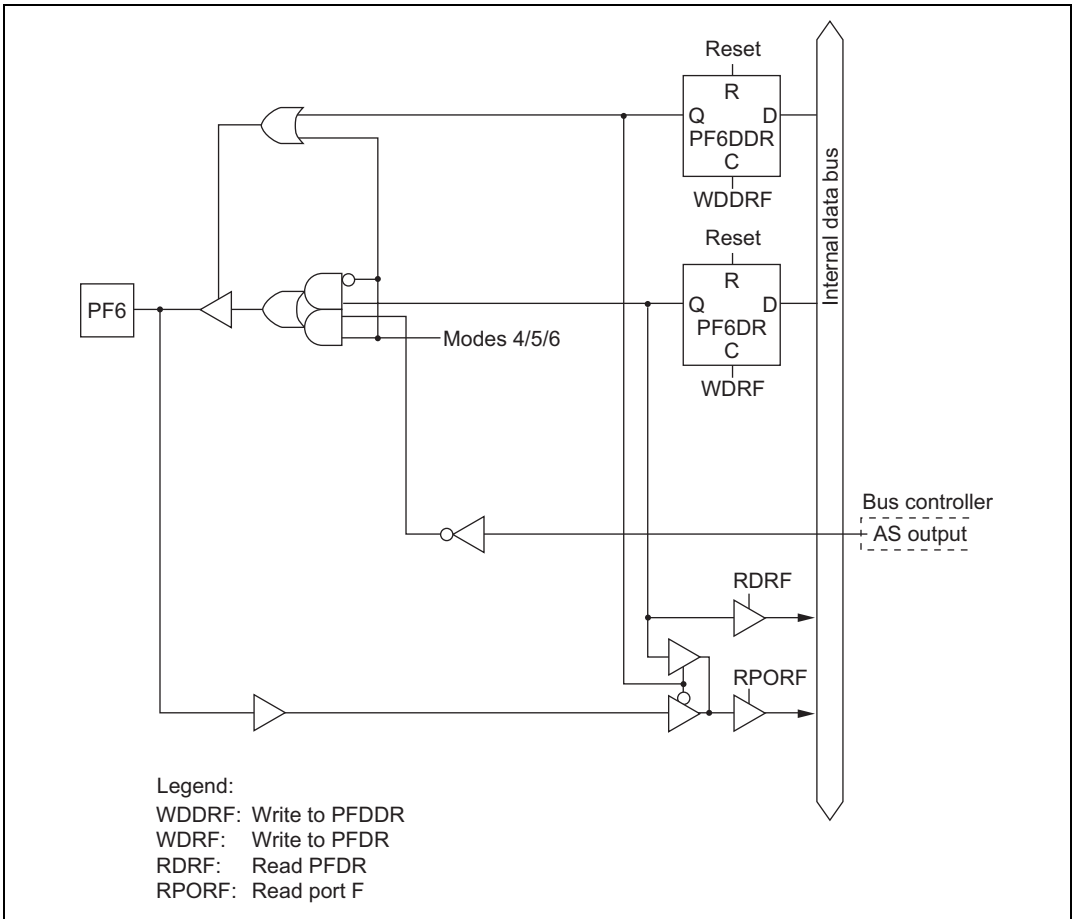 Reset
R
Q D
PF6DDR
C
WDDRF
Internal data bus
Reset
R
Q D
PF6DR
C
WDRF
PF6
Modes 4/5/6
Bus controller
AS output
RDRF
RPORF
Legend:
WDDRF: Write to PFDDR
WDRF: Write to PFDR
RDRF: Read PFDR
RPORF: Read port F